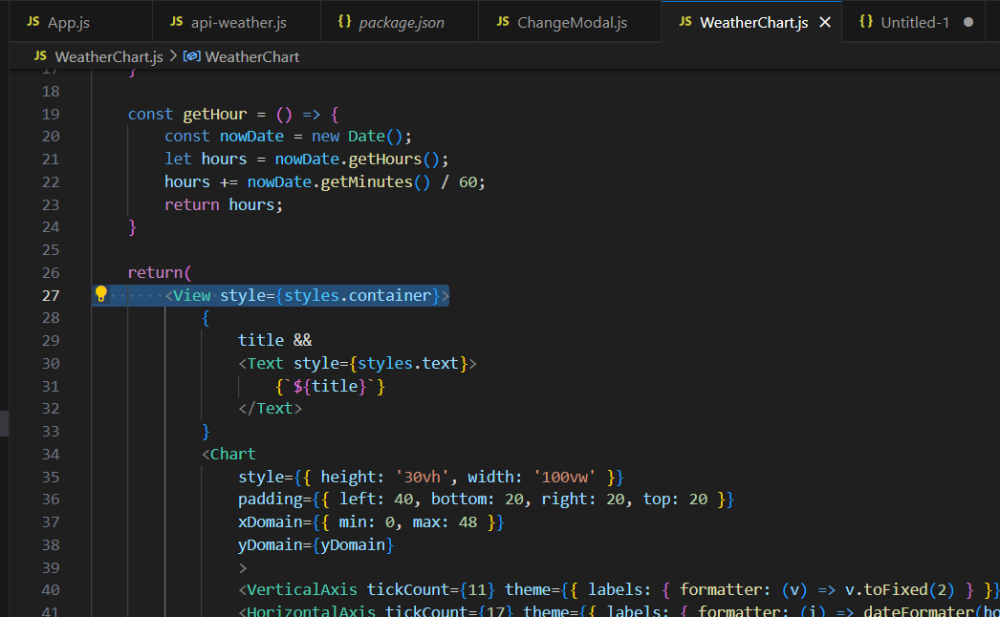 JS App.js JS api-weather.js {} package.json JS ChangeModal.js JS WeatherChart.js × {} Untitled-1 ●
JS WeatherChart.js > WeatherChart
17 }
18
19 const getHour = () => {
20 const nowDate = new Date();
21 let hours = nowDate.getHours();
22 hours += nowDate.getMinutes() / 60;
23 return hours;
24 }
25
26 return(
27 <View style={styles.container}>
28 {
29 title &&
30 <Text style={styles.text}>
31 {`${title}`}
32 </Text>
33 }
34 <Chart
35 style={{ height: '30vh', width: '100vw' }}
36 padding={{ left: 40, bottom: 20, right: 20, top: 20 }}
37 xDomain={{ min: 0, max: 48 }}
38 yDomain={yDomain}
39 >
40 <VerticalAxis tickCount={11} theme={{ labels: { formatter: (v) => v.toFixed(2) } }}
41 <HorizontalAxis tickCount={17} theme={{ labels: { formatter: (i) => dateFormater(ho